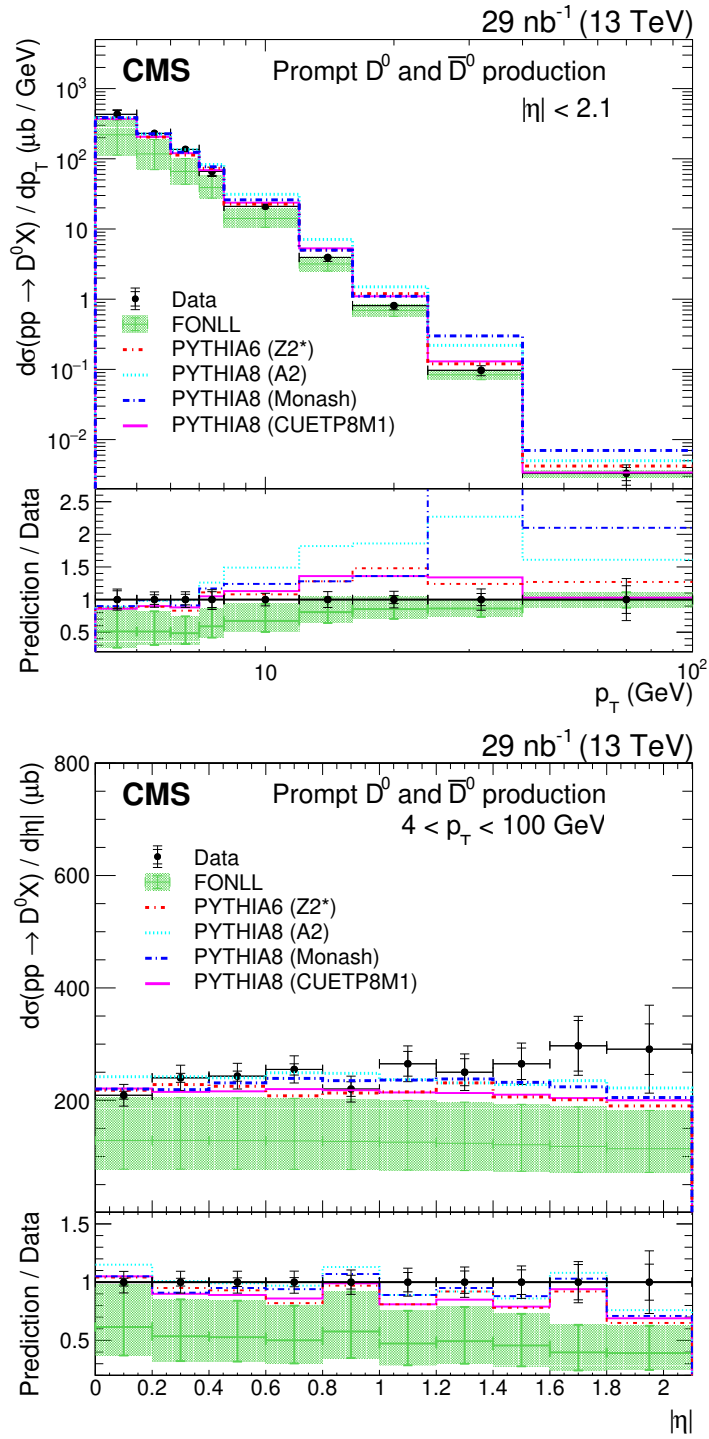 29 nb⁻¹ (13 TeV)
CMS
Prompt D⁰ and D̅⁰ production
|η| < 2.1
dσ(pp → D⁰X) / dp_T (μb / GeV)
10³
10²
10
1
10⁻¹
10⁻²
Data
FONLL
PYTHIA6 (Z2*)
PYTHIA8 (A2)
PYTHIA8 (Monash)
PYTHIA8 (CUETP8M1)
Prediction / Data
2.5
2
1.5
1
0.5
10
10²
p_T (GeV)
29 nb⁻¹ (13 TeV)
CMS
Prompt D⁰ and D̅⁰ production
4 < p_T < 100 GeV
dσ(pp → D⁰X) / d|η| (μb)
800
600
400
200
Data
FONLL
PYTHIA6 (Z2*)
PYTHIA8 (A2)
PYTHIA8 (Monash)
PYTHIA8 (CUETP8M1)
Prediction / Data
1.5
1
0.5
0 0.2 0.4 0.6 0.8 1 1.2 1.4 1.6 1.8 2
|η|